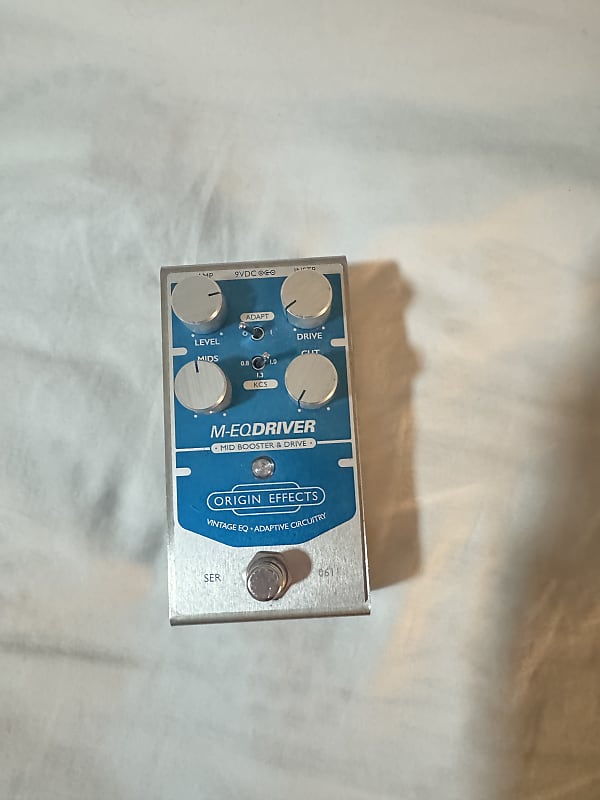 9VDC
ADAPT
0 1
LEVEL DRIVE
MIDS CUT
0.8 1.0
1.3
KCS
M-EQDRIVER
• MID BOOSTER & DRIVE •
ORIGIN EFFECTS
VINTAGE EQ • ADAPTIVE CIRCUITRY
SER